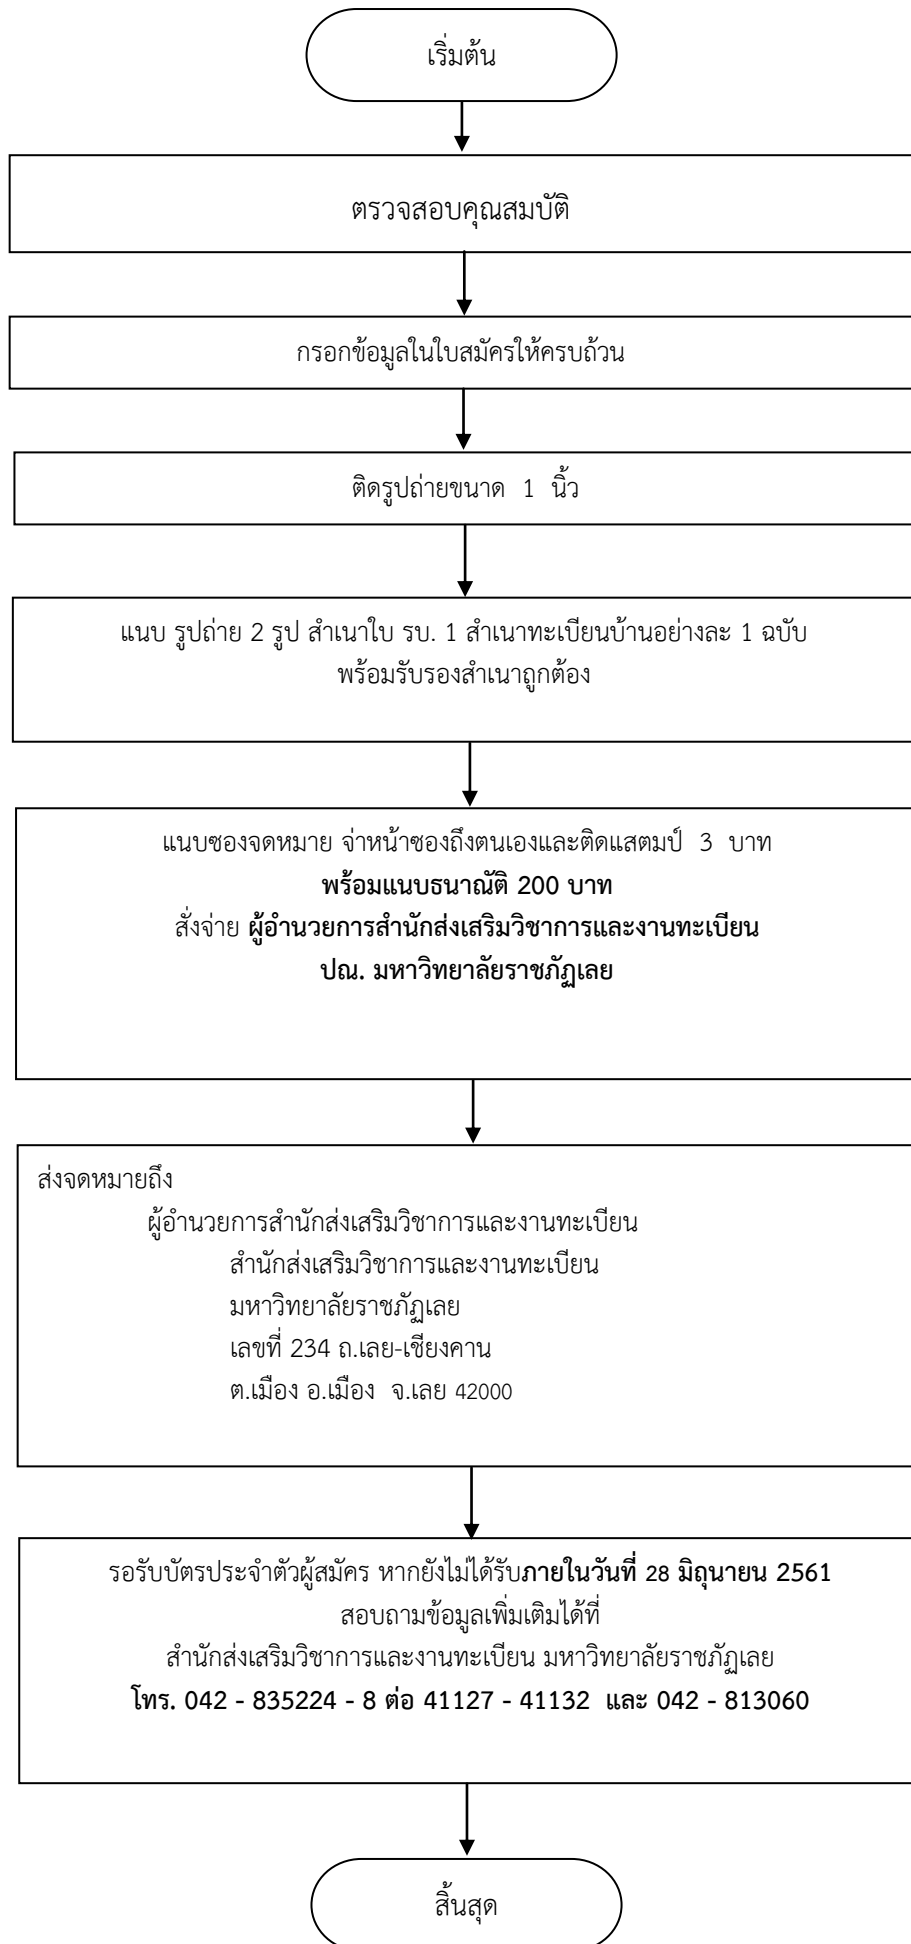 เริ่มต้น
ตรวจสอบคุณสมบัติ
กรอกข้อมูลในใบสมัครให้ครบถ้วน
ติดรูปถ่ายขนาด 1 นิ้ว
แนบ รูปถ่าย 2 รูป สำเนาใบ รบ. 1 สำเนาทะเบียนบ้านอย่างละ 1 ฉบับ
พร้อมรับรองสำเนาถูกต้อง
แนบซองจดหมาย จ่าหน้าซองถึงตนเองและติดแสตมป์ 3 บาท
พร้อมแนบธนาณัติ 200 บาท
สั่งจ่าย ผู้อำนวยการสำนักส่งเสริมวิชาการและงานทะเบียน
ปณ. มหาวิทยาลัยราชภัฏเลย
ส่งจดหมายถึง
ผู้อำนวยการสำนักส่งเสริมวิชาการและงานทะเบียน
สำนักส่งเสริมวิชาการและงานทะเบียน
มหาวิทยาลัยราชภัฏเลย
เลขที่ 234 ถ.เลย-เชียงคาน
ต.เมือง อ.เมือง จ.เลย 42000
รอรับบัตรประจำตัวผู้สมัคร หากยังไม่ได้รับภายในวันที่ 28 มิถุนายน 2561
สอบถามข้อมูลเพิ่มเติมได้ที่
สำนักส่งเสริมวิชาการและงานทะเบียน มหาวิทยาลัยราชภัฏเลย
โทร. 042 - 835224 - 8 ต่อ 41127 - 41132 และ 042 - 813060
สิ้นสุด